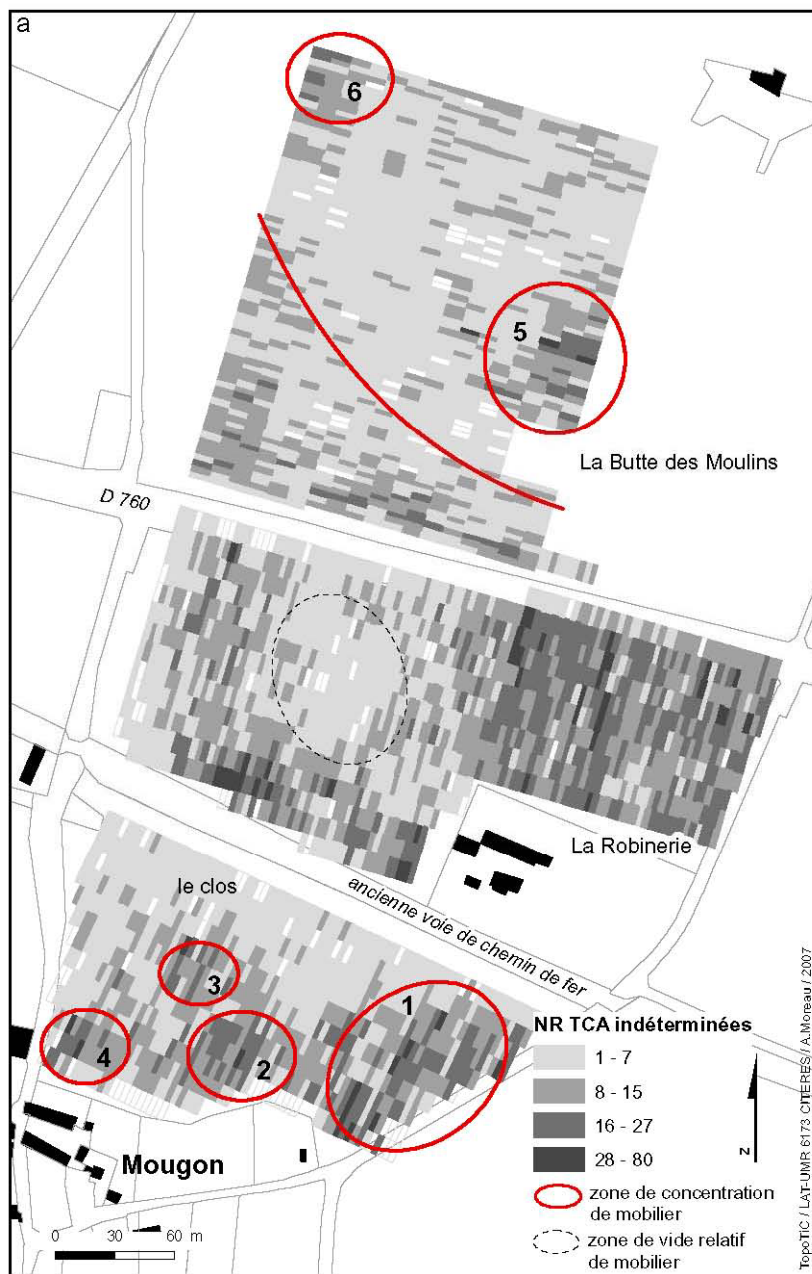 a
6
5
La Butte des Moulins
D 760
La Robinerie
le clos
ancienne voie de chemin de fer
3
1
4
2
Mougon
0 30 60 m
NR TCA indéterminées
1 - 7
8 - 15
16 - 27
28 - 80
zone de concentration
de mobilier
zone de vide relatif
de mobilier
N
TopoTiC / LAT-UMR 6173 CITERES / A.Moreau / 2007